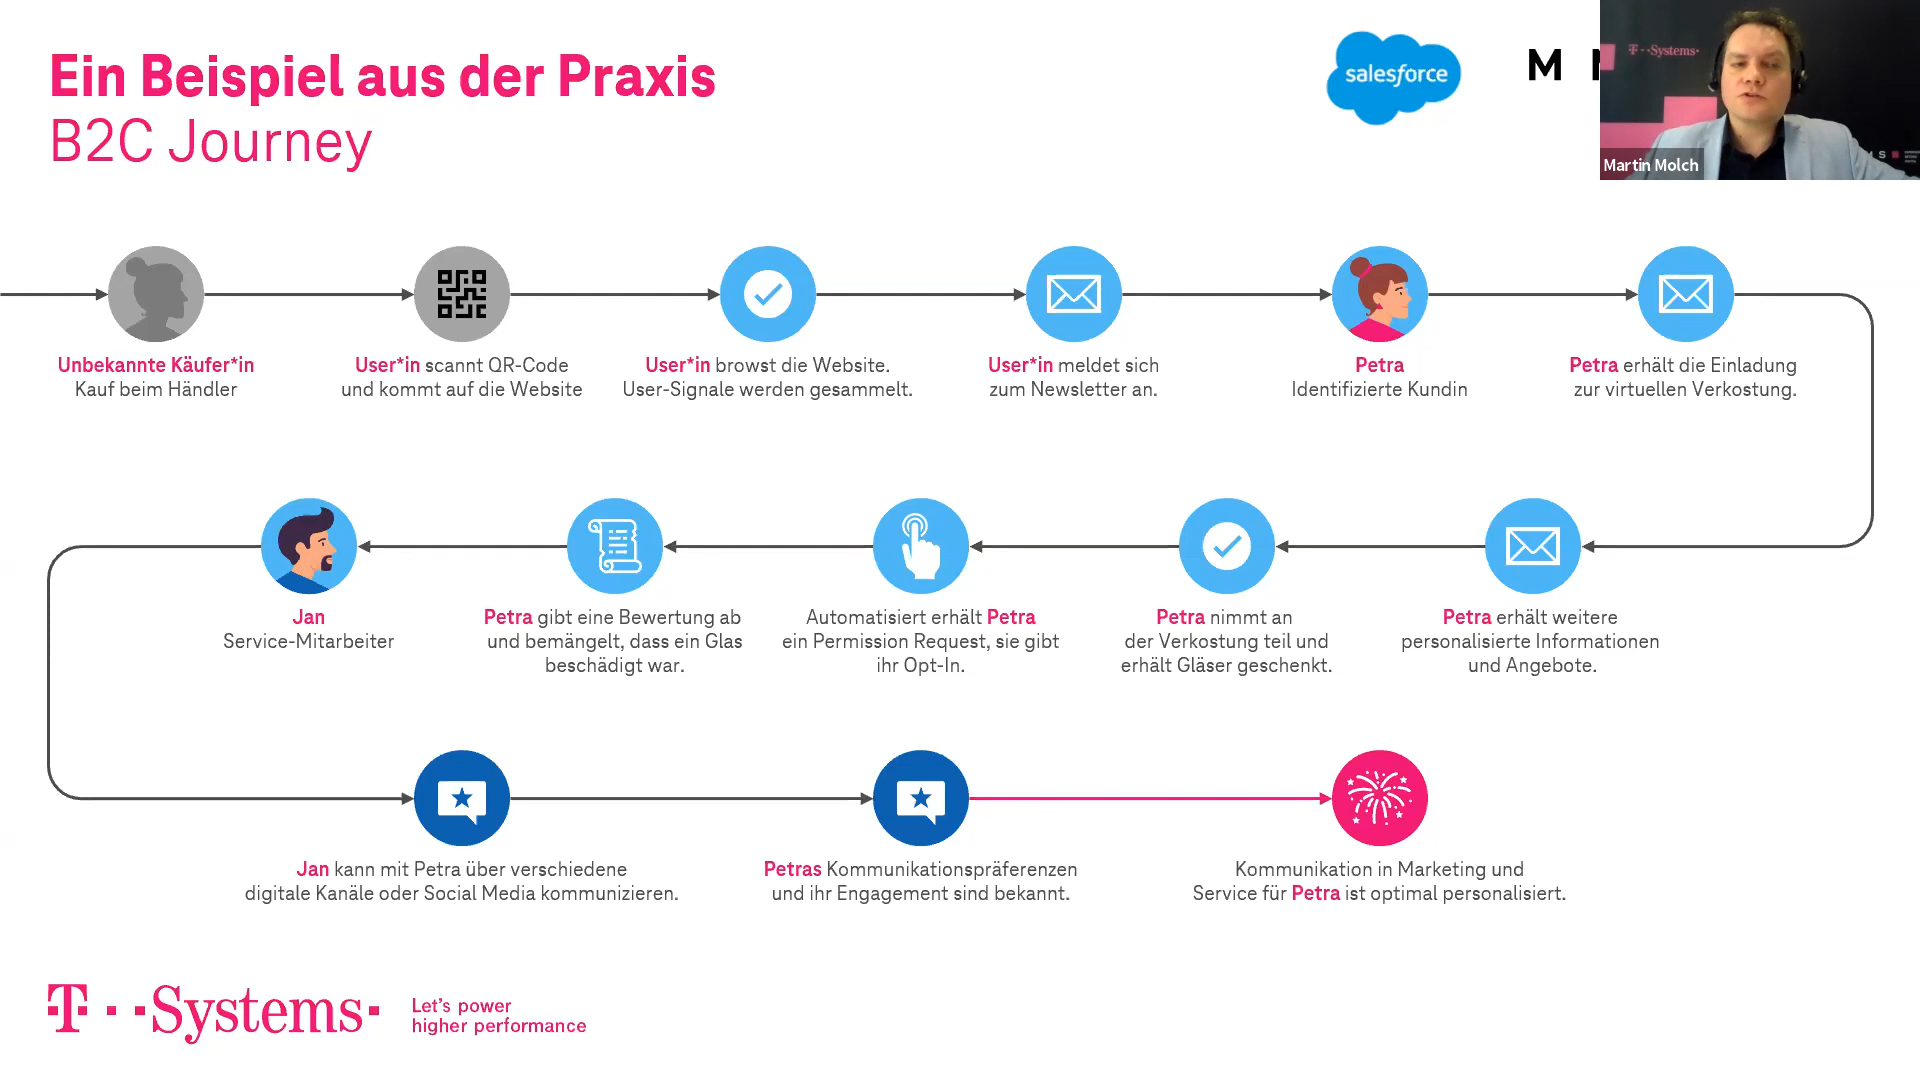 Ein Beispiel aus der Praxis
B2C Journey
salesforce
M
T··Systems·
Martin Molch
Unbekannte Käufer*in
Kauf beim Händler
User*in scannt QR-Code
und kommt auf die Website
User*in browst die Website.
User-Signale werden gesammelt.
User*in meldet sich
zum Newsletter an.
Petra
Identifizierte Kundin
Petra erhält die Einladung
zur virtuellen Verkostung.
Jan
Service-Mitarbeiter
Petra gibt eine Bewertung ab
und bemängelt, dass ein Glas
beschädigt war.
Automatisiert erhält Petra
ein Permission Request, sie gibt
ihr Opt-In.
Petra nimmt an
der Verkostung teil und
erhält Gläser geschenkt.
Petra erhält weitere
personalisierte Informationen
und Angebote.
Jan kann mit Petra über verschiedene
digitale Kanäle oder Social Media kommunizieren.
Petras Kommunikationspräferenzen
und ihr Engagement sind bekannt.
Kommunikation in Marketing und
Service für Petra ist optimal personalisiert.
T··Systems·
Let's power
higher performance